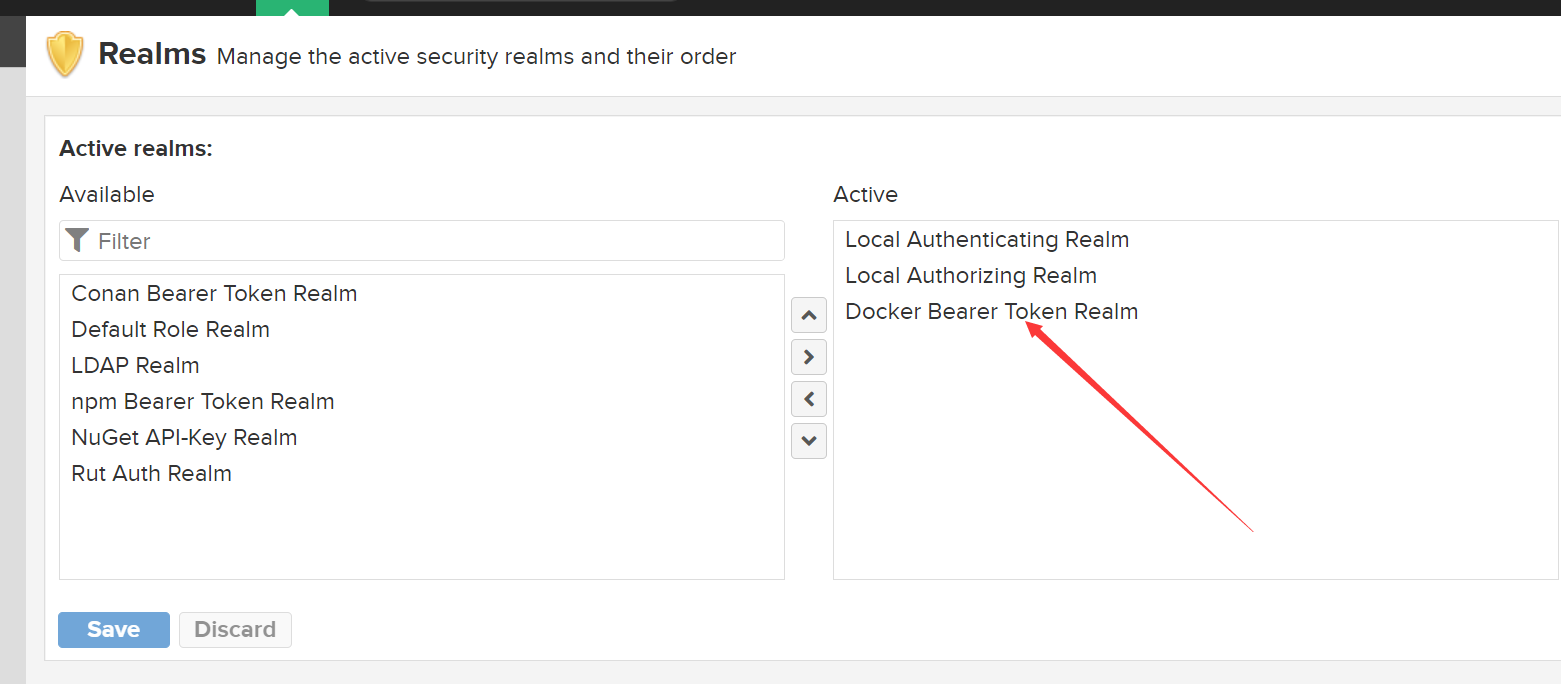 Realms Manage the active security realms and their order
Active realms:
Available
Filter
Conan Bearer Token Realm
Default Role Realm
LDAP Realm
npm Bearer Token Realm
NuGet API-Key Realm
Rut Auth Realm
Active
Local Authenticating Realm
Local Authorizing Realm
Docker Bearer Token Realm
Save Discard